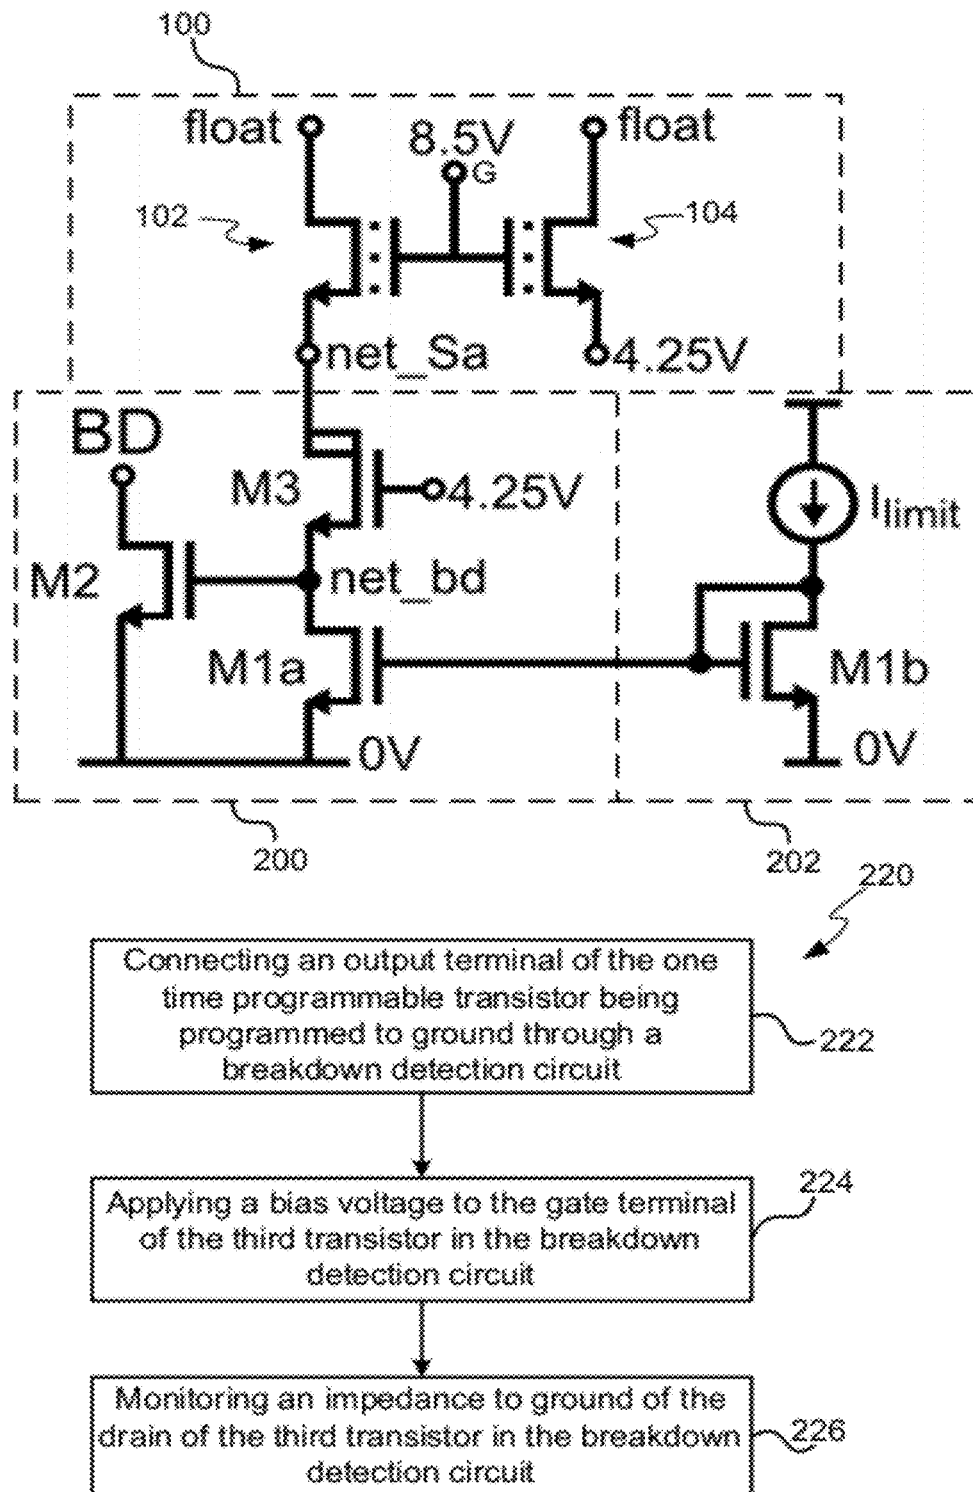 100
float
8.5V
G
float
102
104
net_Sa
4.25V
BD
M3
4.25V
I limit
M2
net_bd
M1a
M1b
0V
0V
200
202
220
Connecting an output terminal of the one
time programmable transistor being
programmed to ground through a
breakdown detection circuit
222
Applying a bias voltage to the gate terminal
of the third transistor in the breakdown
detection circuit
224
Monitoring an impedance to ground of the
drain of the third transistor in the breakdown
detection circuit
226